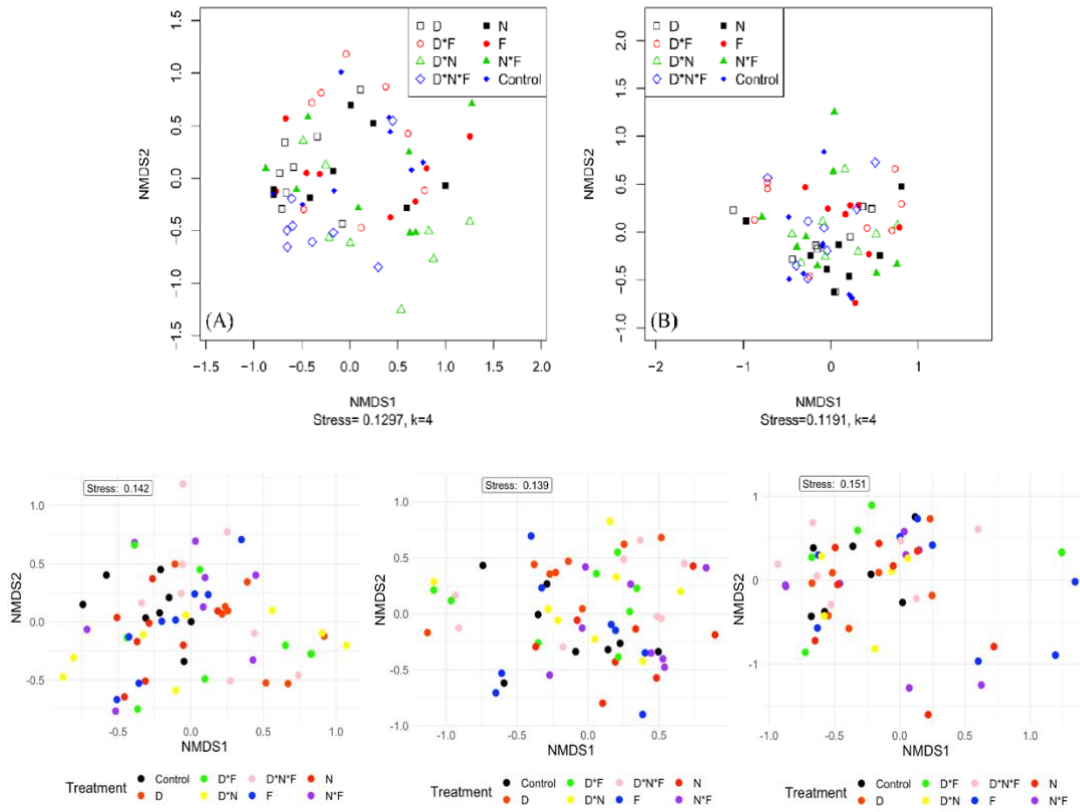 D N
D*F F
D*N N*F
D*N*F Control
1.5
1.0
0.5
0.0
−0.5
−1.0
−1.5
NMDS2
(A)
−1.5 −1.0 −0.5 0.0 0.5 1.0 1.5 2.0
NMDS1
Stress= 0.1297, k=4
D N
D*F F
D*N N*F
D*N*F Control
2.0
1.5
1.0
0.5
0.0
−0.5
−1.0
NMDS2
(B)
−2 −1 0 1
NMDS1
Stress=0.1191, k=4
Stress: 0.142
1.0
0.5
0.0
-0.5
NMDS2
-0.5 0.0 0.5 1.0
NMDS1
Treatment
Control D*F D*N*F N
D D*N F N*F
Stress: 0.139
1.0
0.5
0.0
-0.5
-1.0
NMDS2
-1.0 -0.5 0.0 0.5
NMDS1
Treatment
Control D*F D*N*F N
D D*N F N*F
Stress: 0.151
1
0
-1
NMDS2
-1.0 -0.5 0.0 0.5 1.0
NMDS1
Treatment
Control D*F D*N*F N
D D*N F N*F